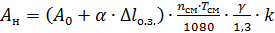 Aн = (A0 + α · Δlо.з.) · nсм·Tсм/1080 · γ/1,3 · k